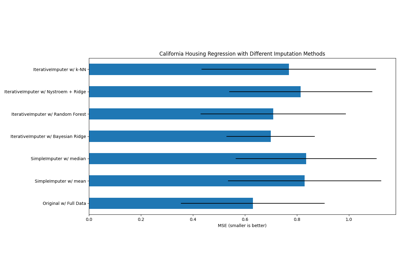 California Housing Regression with Different Imputation Methods
IterativeImputer w/ k-NN
IterativeImputer w/ Nystroem + Ridge
IterativeImputer w/ Random Forest
IterativeImputer w/ Bayesian Ridge
SimpleImputer w/ median
SimpleImputer w/ mean
Original w/ Full Data
0.0 0.2 0.4 0.6 0.8 1.0
MSE (smaller is better)